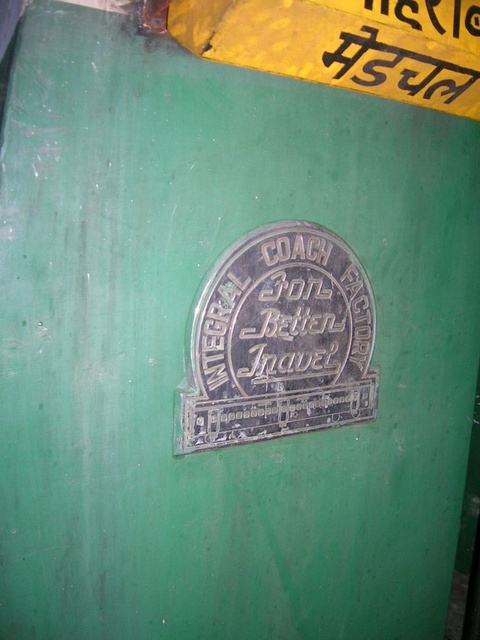 मेडचल
INTEGRAL COACH FACTORY
For
Better
Travel